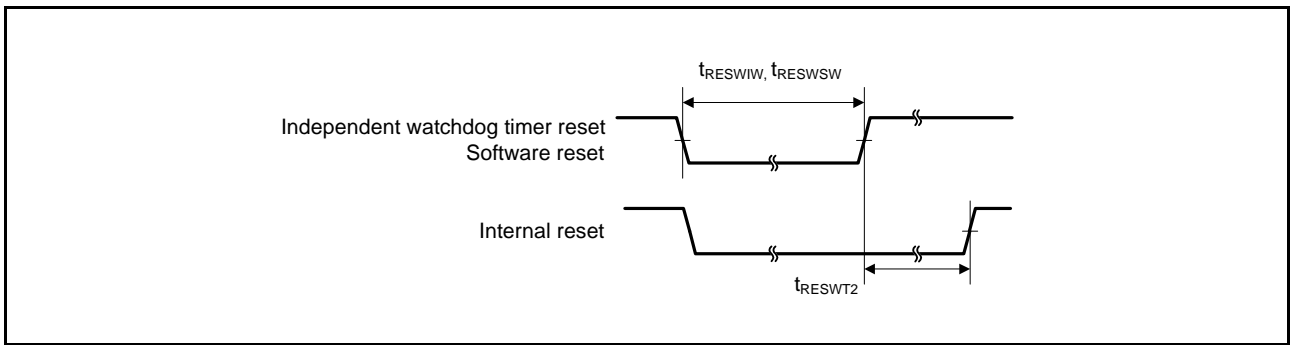 tRESWIW, tRESWSW
Independent watchdog timer reset
Software reset
Internal reset
tRESWT2